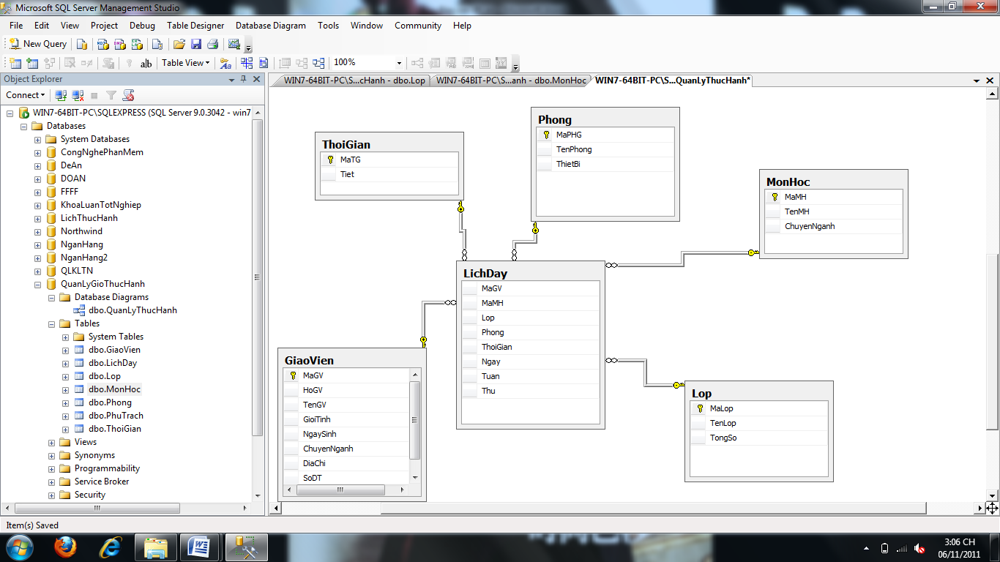 Microsoft SQL Server Management Studio
File Edit View Project Debug Table Designer Database Diagram Tools Window Community Help
New Query
ab Table View 100%
Object Explorer
WIN7-64BIT-PC\S...cHanh - dbo.Lop WIN7-64BIT-PC\S...anh - dbo.MonHoc WIN7-64BIT-PC\S...QuanLyThucHanh*
Connect
WIN7-64BIT-PC\SQLEXPRESS (SQL Server 9.0.3042 - win7
Databases
System Databases
CongNghePhanMem
DeAn
DOAN
FFFF
KhoaLuanTotNghiep
LichThucHanh
Northwind
NganHang
NganHang2
QLKLTN
QuanLyGioThucHanh
Database Diagrams
dbo.QuanLyThucHanh
Tables
System Tables
dbo.GiaoVien
dbo.LichDay
dbo.Lop
dbo.MonHoc
dbo.Phong
dbo.PhuTrach
dbo.ThoiGian
Views
Synonyms
Programmability
Service Broker
Security
ThoiGian
MaTG
Tiet
Phong
MaPHG
TenPhong
ThietBi
MonHoc
MaMH
TenMH
ChuyenNganh
LichDay
MaGV
MaMH
Lop
Phong
ThoiGian
Ngay
Tuan
Thu
GiaoVien
MaGV
HoGV
TenGV
GioiTinh
NgaySinh
ChuyenNganh
DiaChi
SoDT
Lop
MaLop
TenLop
TongSo
Item(s) Saved
3:06 CH
06/11/2011